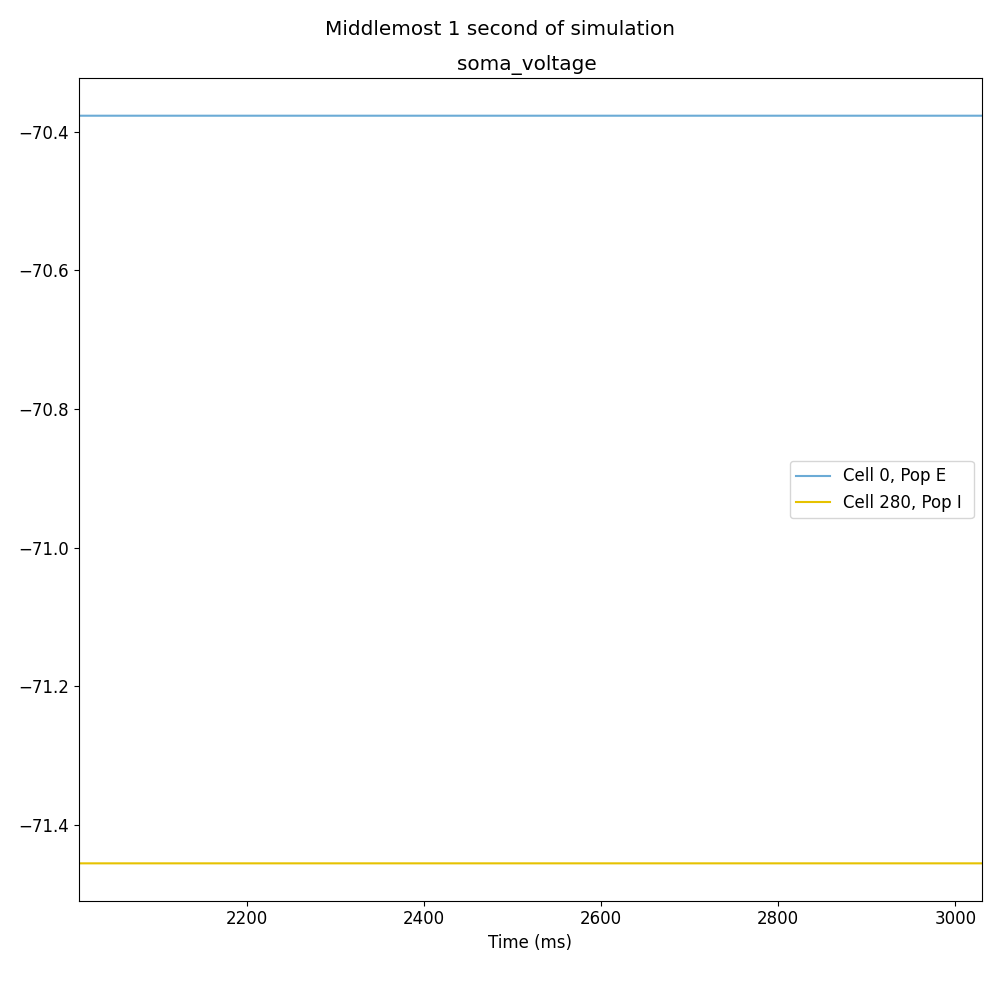 Middlemost 1 second of simulation
soma_voltage
−70.4
−70.6
−70.8
−71.0
−71.2
−71.4
Cell 0, Pop E
Cell 280, Pop I
2200 2400 2600 2800 3000
Time (ms)